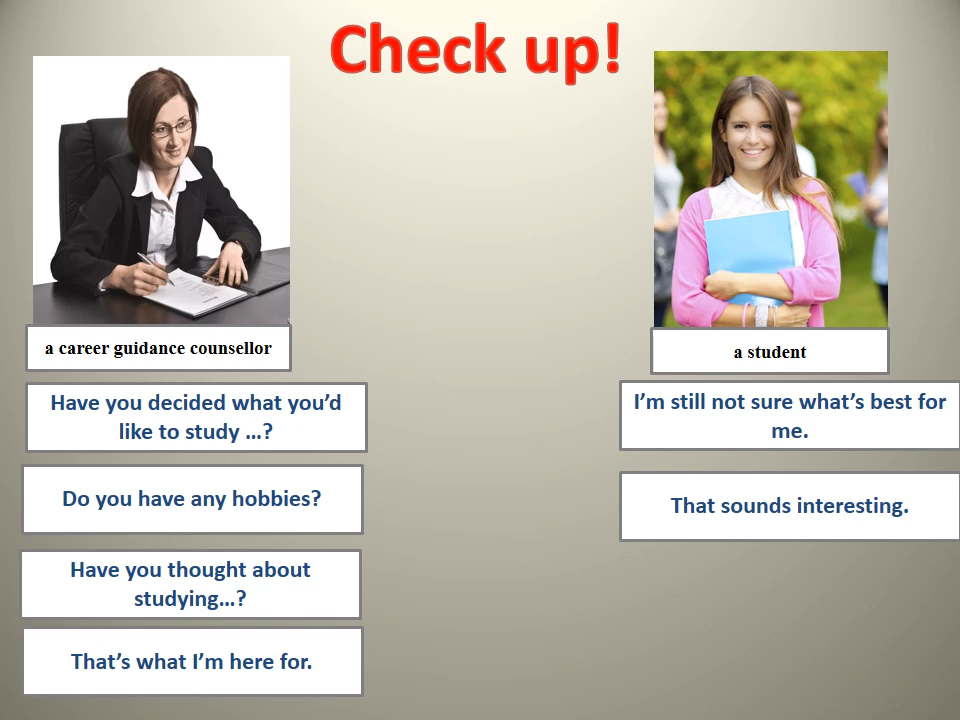 Check up!
a career guidance counsellor
Have you decided what you’d
like to study ...?
Do you have any hobbies?
Have you thought about
studying…?
That’s what I’m here for.
a student
I’m still not sure what’s best for
me.
That sounds interesting.